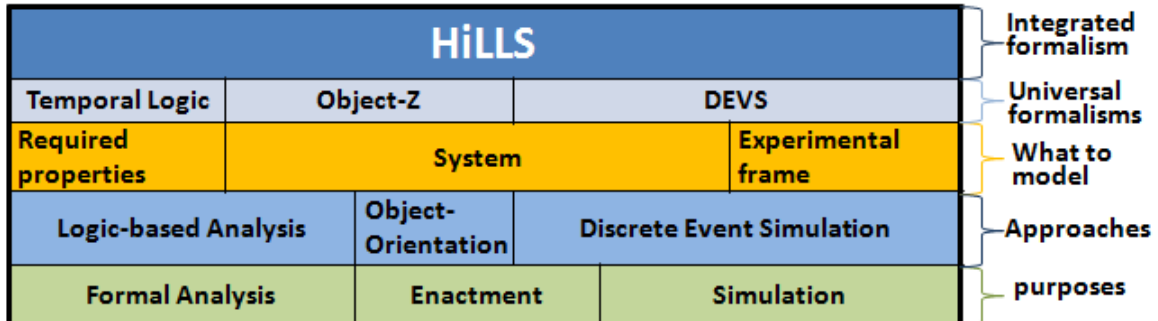 HiLLS
Integrated
formalism
Temporal Logic
Object-Z
DEVS
Universal
formalisms
Required
properties
System
Experimental
frame
What to
model
Logic-based Analysis
Object-
Orientation
Discrete Event Simulation
Approaches
Formal Analysis
Enactment
Simulation
purposes